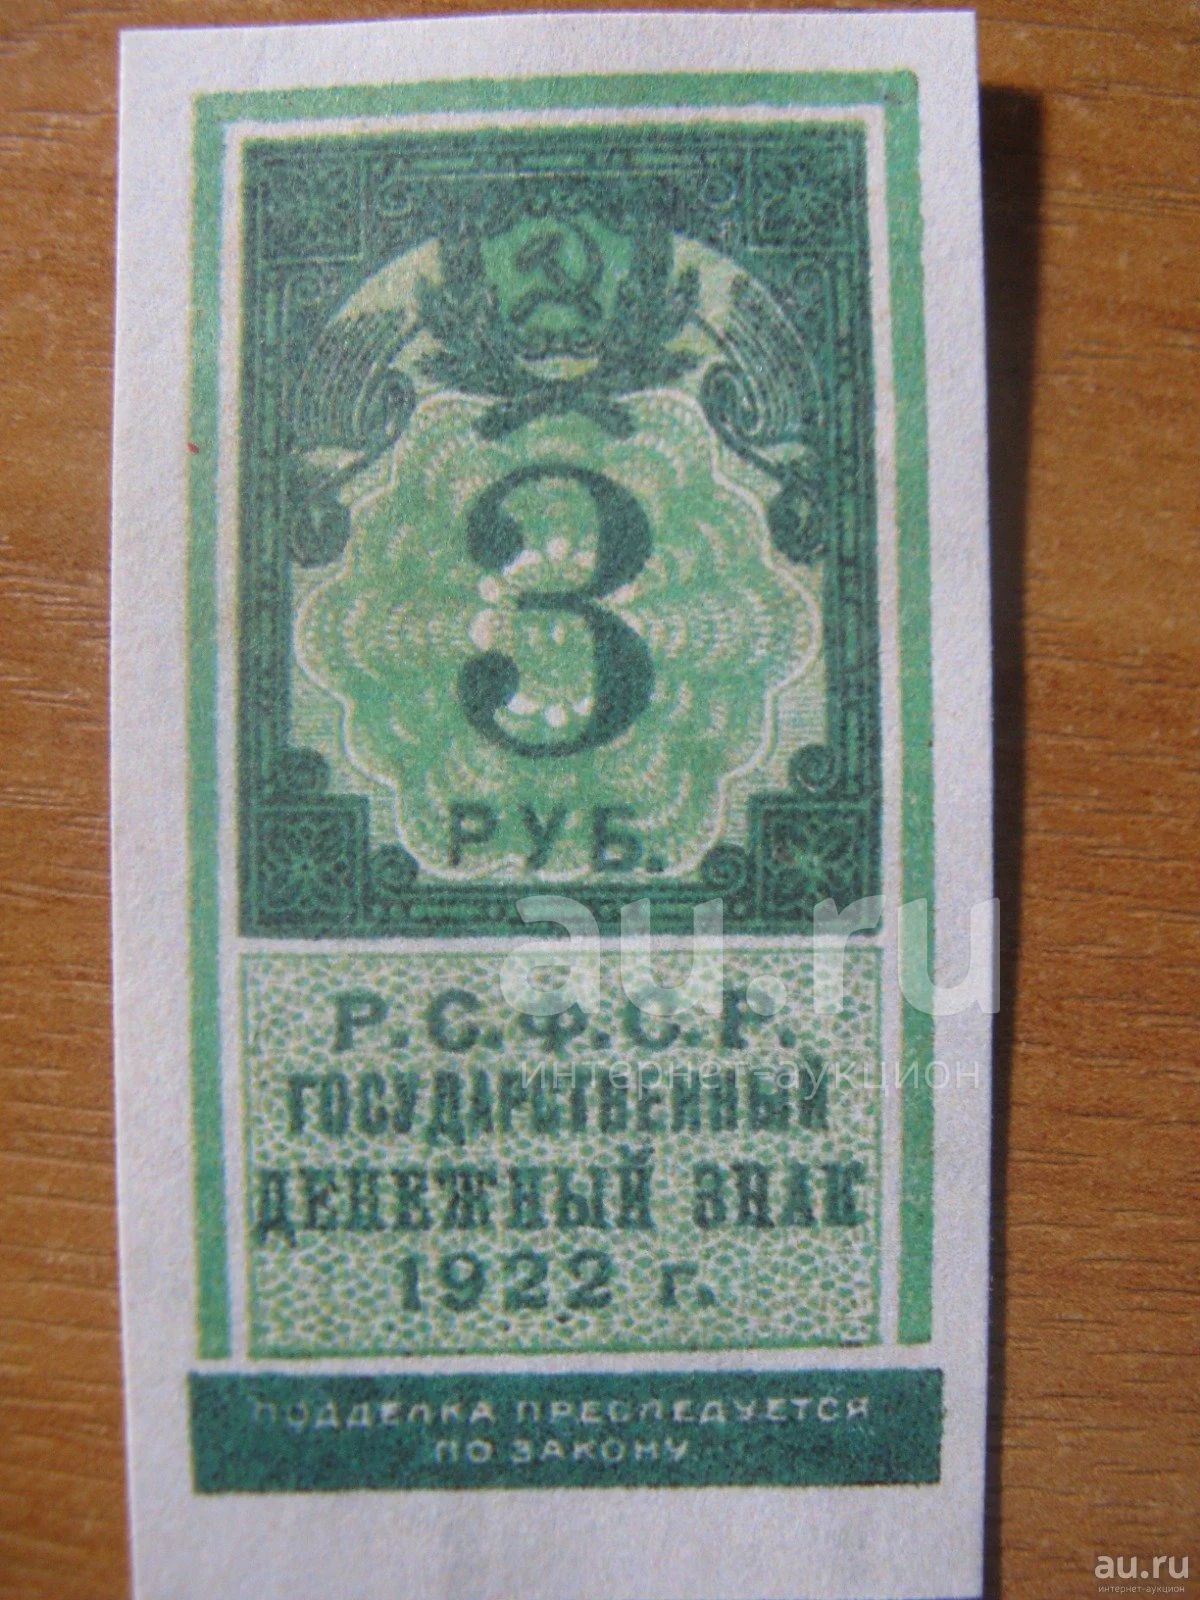 3
РУБ.
Р.С.Ф.С.Р.
ГОСУДАРСТВЕННЫЙ
ДЕНЕЖНЫЙ ЗНАК
1922 г.
ПОДДЕЛКА ПРЕСЛЕДУЕТСЯ
ПО ЗАКОНУ
au.ru
интернет-аукцион
au.ru
интернет-аукцион